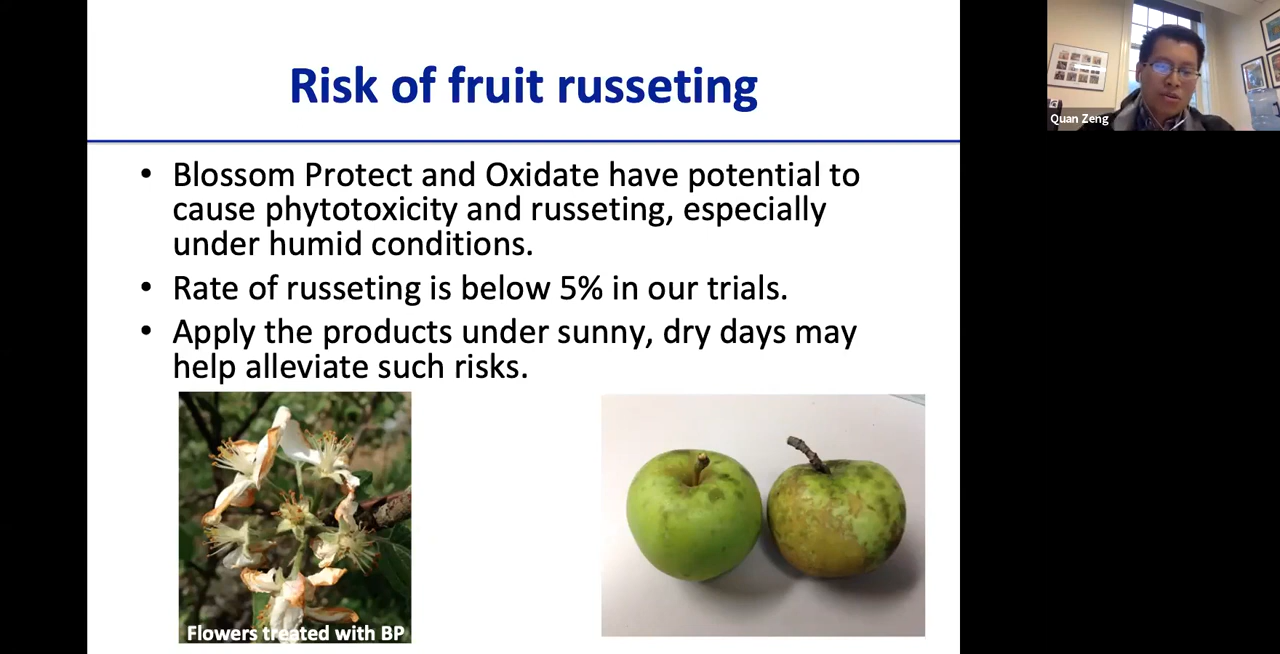 Risk of fruit russeting
• Blossom Protect and Oxidate have potential to
cause phytotoxicity and russeting, especially
under humid conditions.
• Rate of russeting is below 5% in our trials.
• Apply the products under sunny, dry days may
help alleviate such risks.
Flowers treated with BP
Quan Zeng